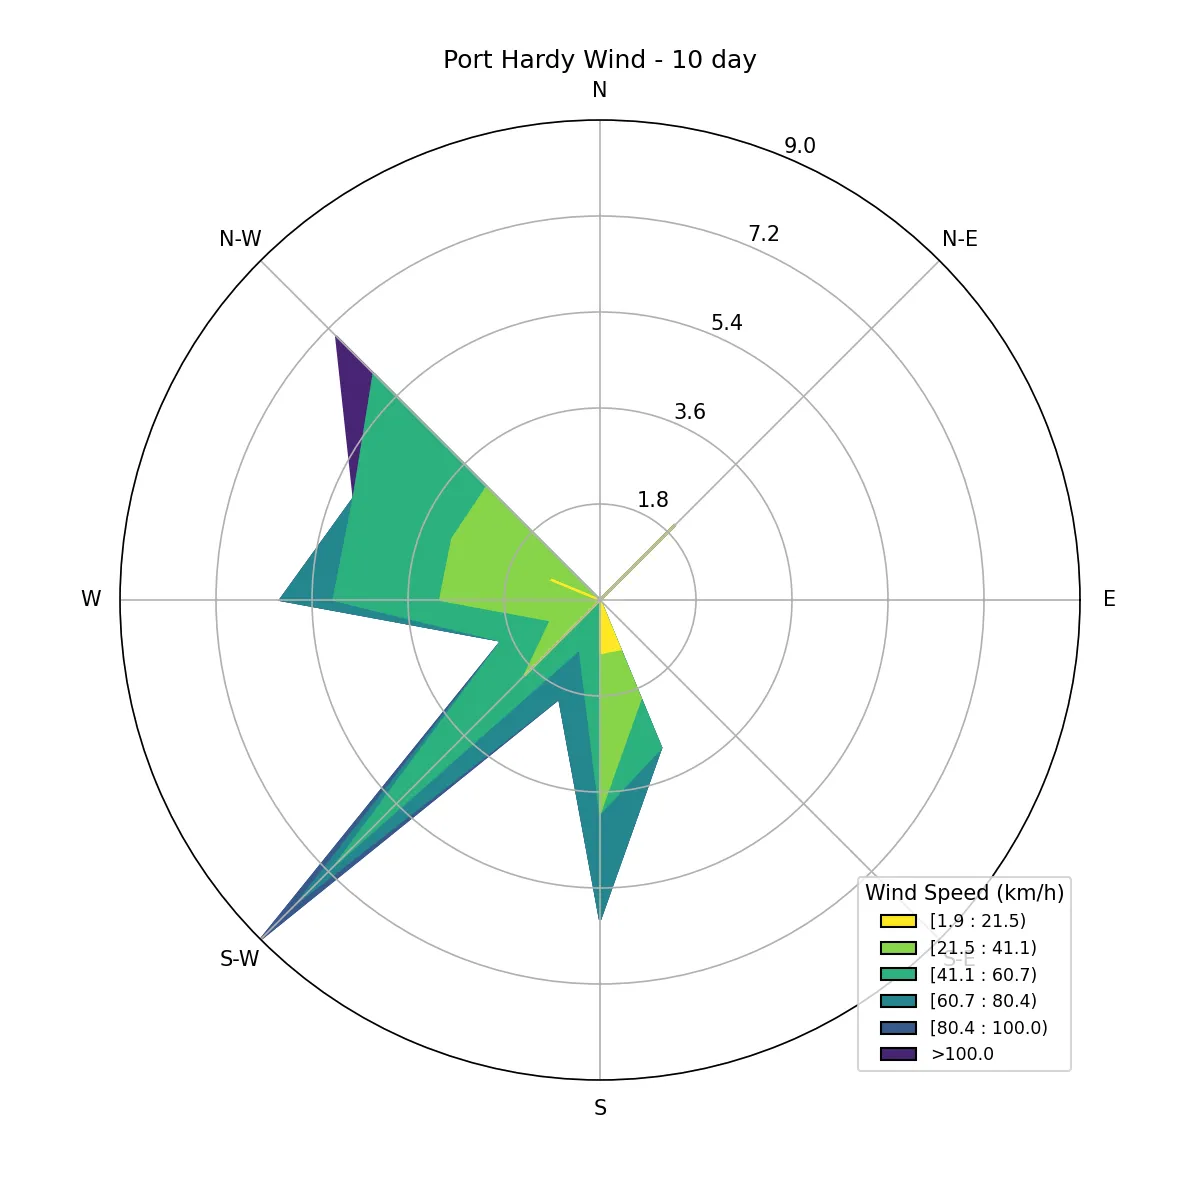 Port Hardy Wind - 10 day
N
9.0
N-W
N-E
7.2
5.4
3.6
1.8
W
E
S-W
S-E
S
Wind Speed (km/h)
[1.9 : 21.5)
[21.5 : 41.1)
[41.1 : 60.7)
[60.7 : 80.4)
[80.4 : 100.0)
>100.0